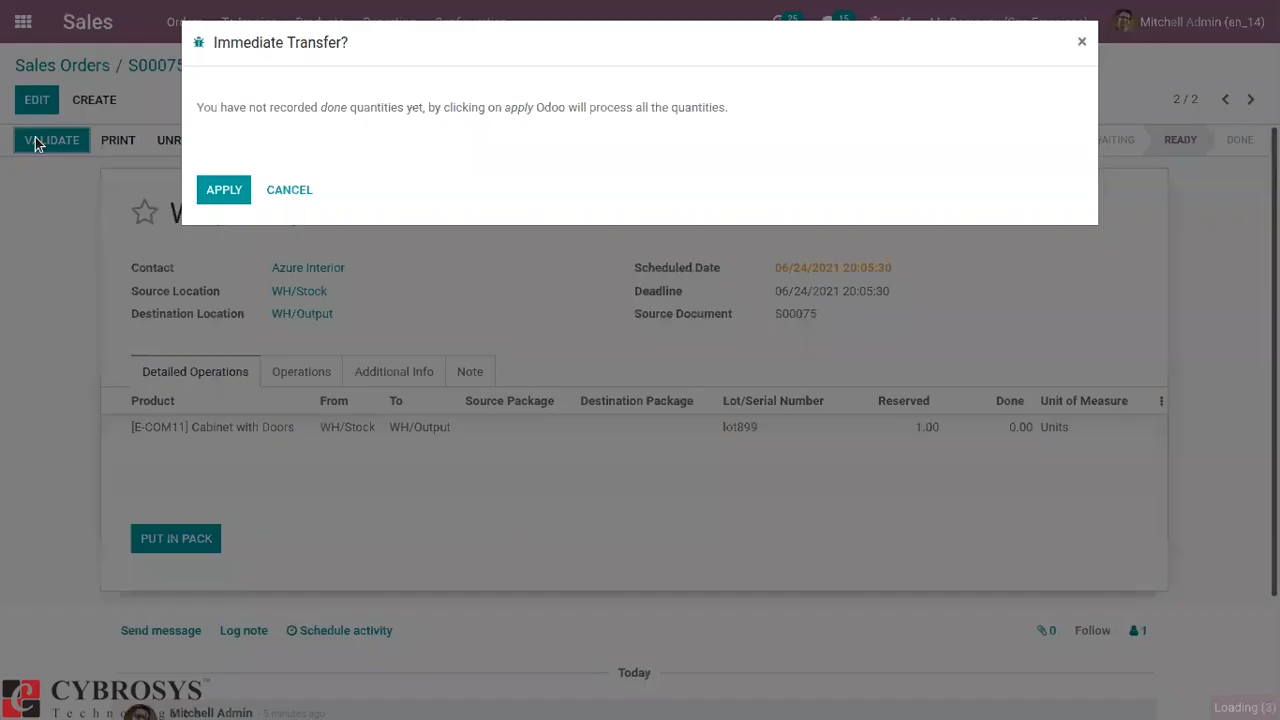 Sales
25
15
Mitchell Admin (en_14)
Immediate Transfer?
×
Sales Orders / S00075
EDIT
CREATE
2 / 2
You have not recorded done quantities yet, by clicking on apply Odoo will process all the quantities.
VALIDATE
PRINT
READY
DONE
APPLY
CANCEL
Contact
Azure Interior
Scheduled Date
06/24/2021 20:05:30
Source Location
WH/Stock
Deadline
06/24/2021 20:05:30
Destination Location
WH/Output
Source Document
S00075
Detailed Operations
Operations
Additional Info
Note
Product From To Source Package Destination Package Lot/Serial Number Reserved Done Unit of Measure
[E-COM11] Cabinet with Doors WH/Stock WH/Output lot899 1.00 0.00 Units
PUT IN PACK
Send message
Log note
Schedule activity
0
Follow
1
Today
CYBROSYS™
Mitchell Admin - 5 minutes ago
Loading (3)